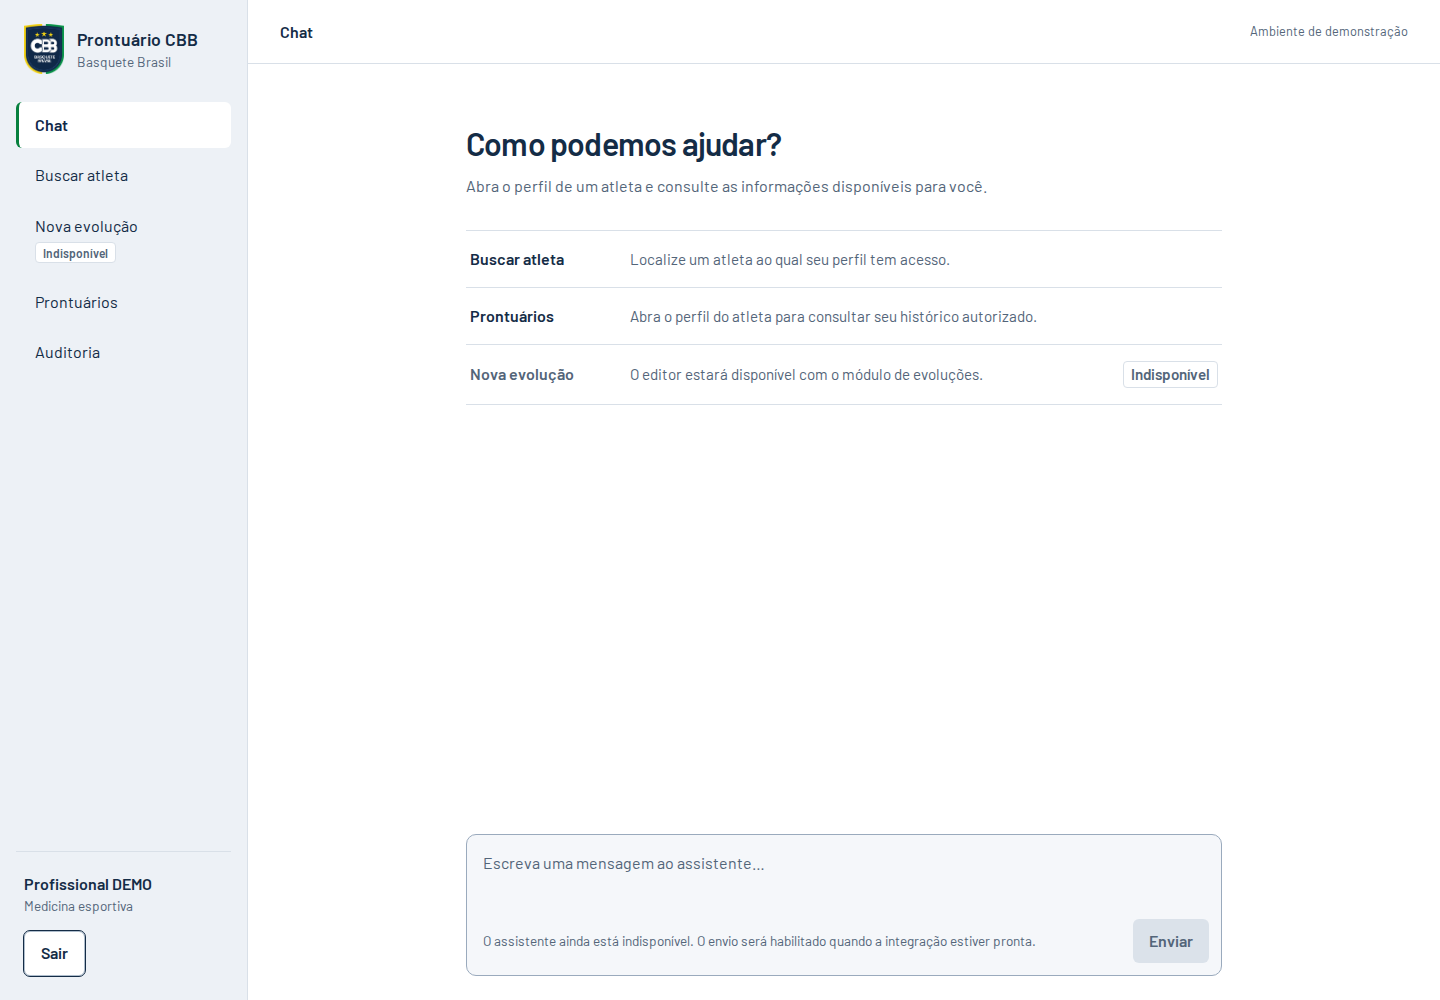 CBB
BASQUETE
BRASIL
Prontuário CBB
Basquete Brasil
Chat
Buscar atleta
Nova evolução
Indisponível
Prontuários
Auditoria
Profissional DEMO
Medicina esportiva
Sair
Chat
Ambiente de demonstração
Como podemos ajudar?
Abra o perfil de um atleta e consulte as informações disponíveis para você.
Buscar atleta Localize um atleta ao qual seu perfil tem acesso.
Prontuários Abra o perfil do atleta para consultar seu histórico autorizado.
Nova evolução O editor estará disponível com o módulo de evoluções. Indisponível
Escreva uma mensagem ao assistente...
O assistente ainda está indisponível. O envio será habilitado quando a integração estiver pronta. Enviar